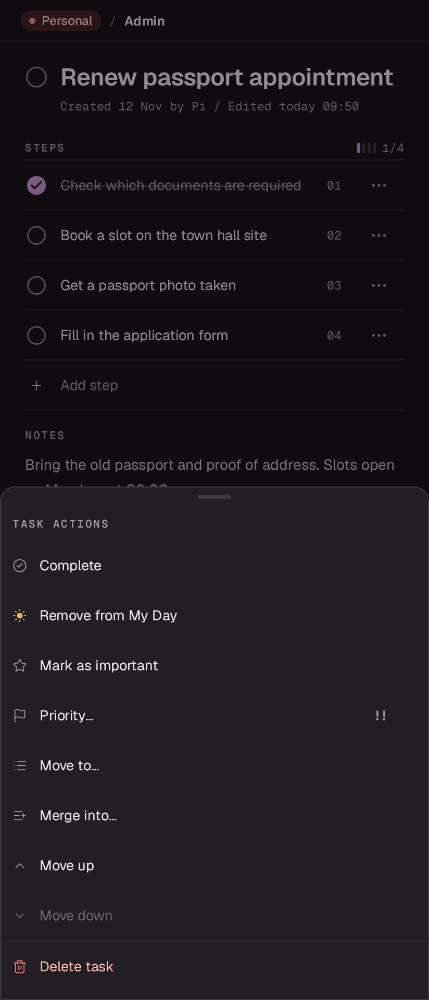 Personal / Admin
Renew passport appointment
Created 12 Nov by Pi / Edited today 09:50
STEPS 1/4
Check which documents are required 01
Book a slot on the town hall site 02
Get a passport photo taken 03
Fill in the application form 04
Add step
NOTES
Bring the old passport and proof of address. Slots open
TASK ACTIONS
Complete
Remove from My Day
Mark as important
Priority… !!
Move to…
Merge into…
Move up
Move down
Delete task